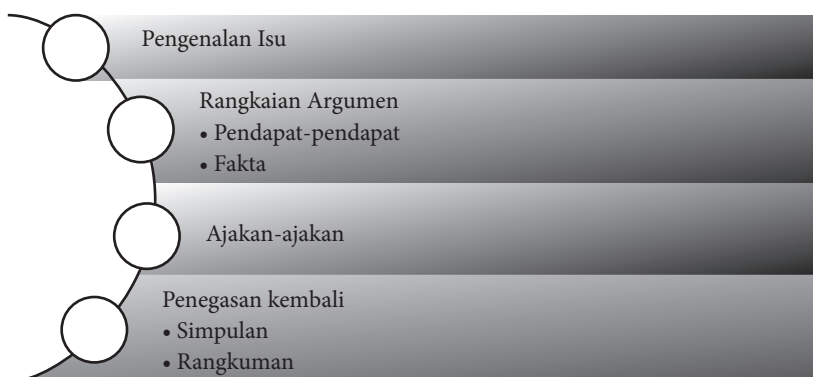 Pengenalan Isu
Rangkaian Argumen
• Pendapat-pendapat
• Fakta
Ajakan-ajakan
Penegasan kembali
• Simpulan
• Rangkuman